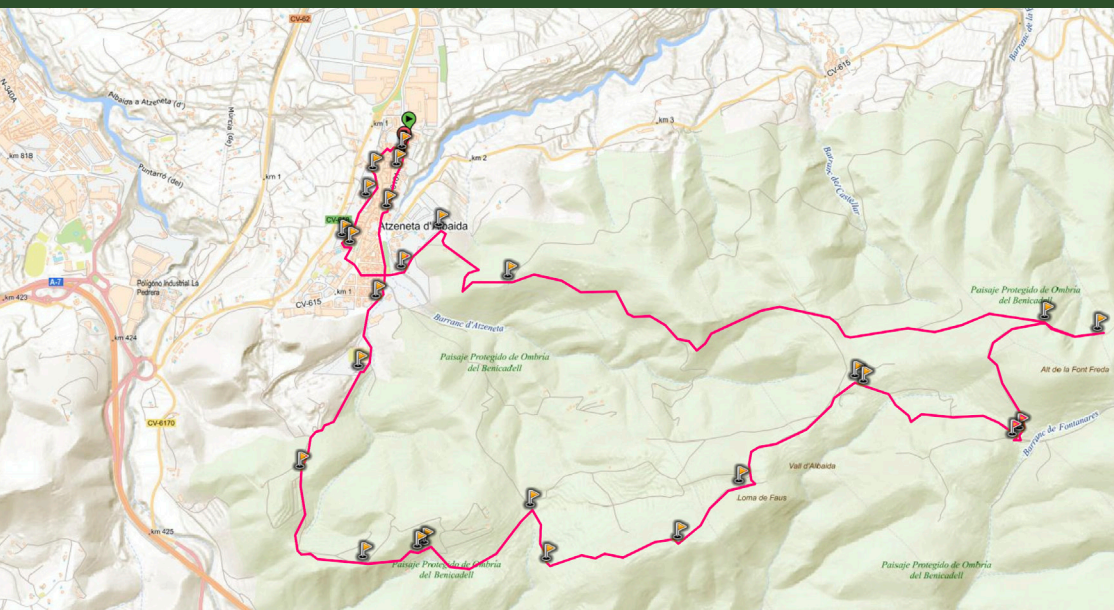 CV-62
Barranc de la
N-340A
CV-615
Albaida a Atzeneta (d')
km 1
km 3
Múrcia (de)
km 818
km 2
Puntarró (del)
km 1
Barranc del Castellar
Atzeneta d'Albaida
A-7
Polígono Industrial La
Pedrera
km 423
km 1
CV-615
Paisaje Protegido de Ombria
del Benicadell
Barranc d'Atzeneta
km 424
Paisaje Protegido de Ombria
del Benicadell
Alt de la Font Freda
CV-6170
Barranc de Fontanares
Vall d'Albaida
Loma de Faus
km 425
Paisaje Protegido de Ombria
del Benicadell
Paisaje Protegido de Ombria
del Benicadell